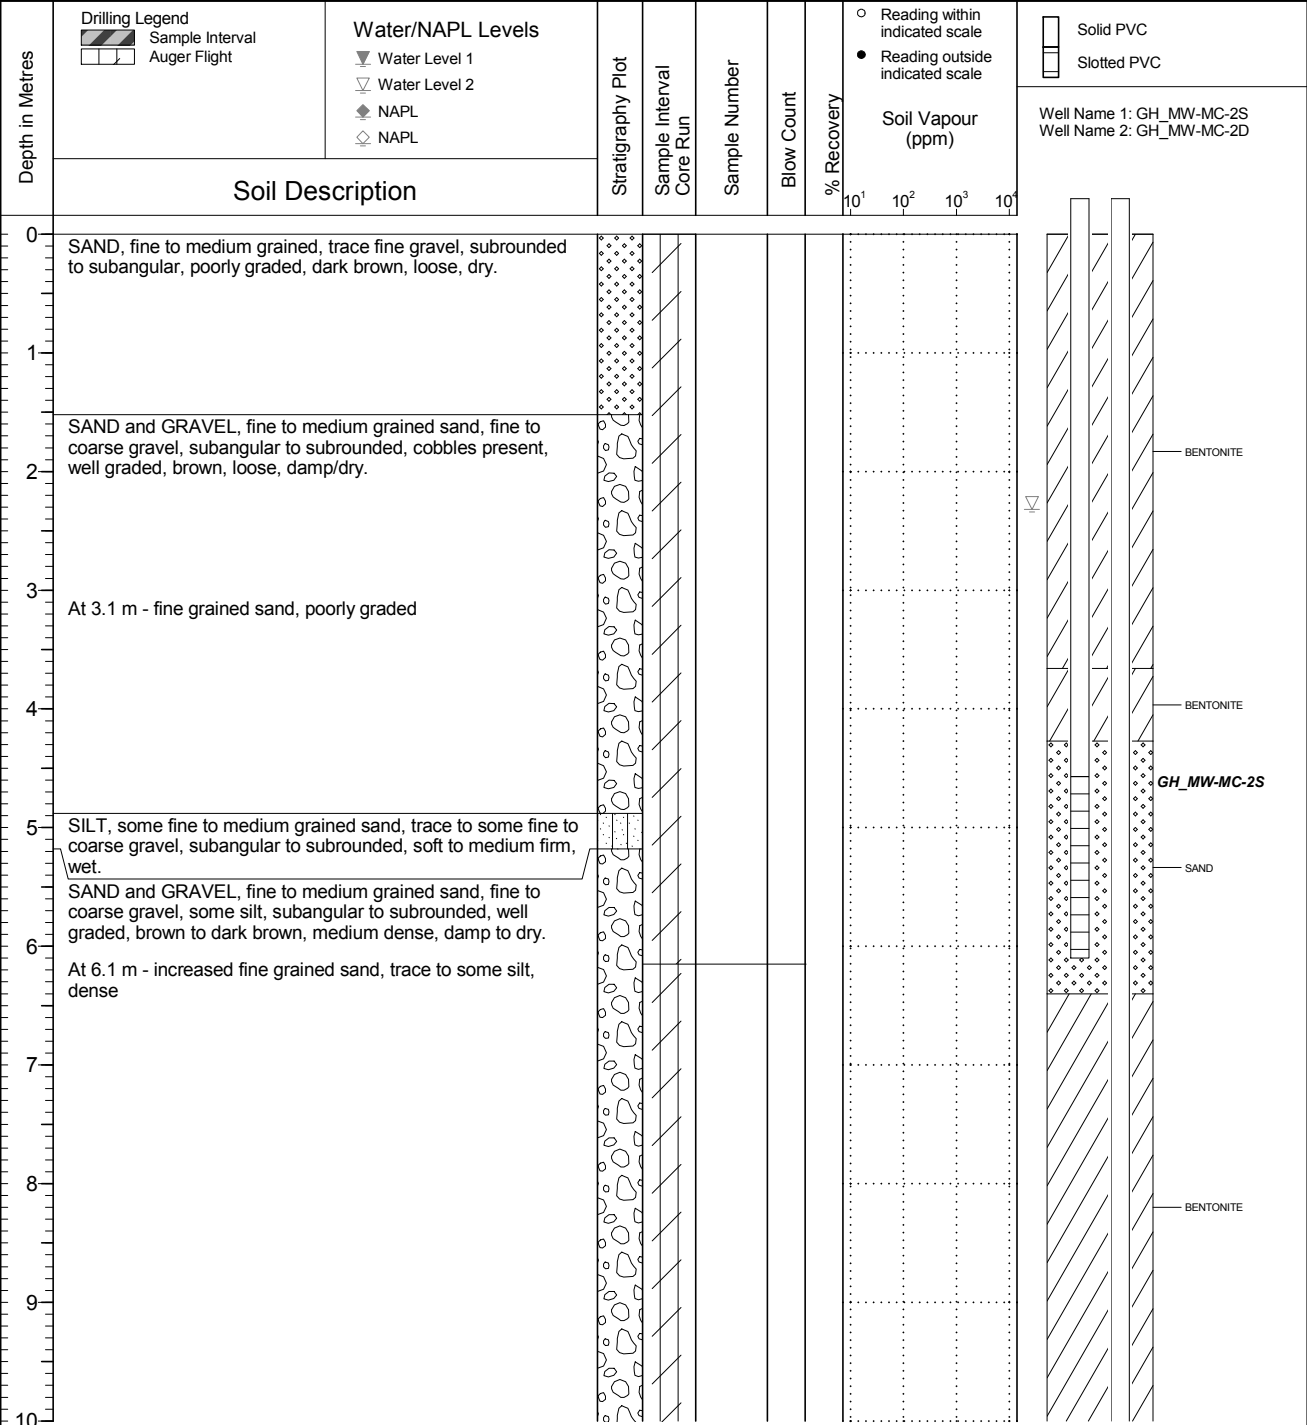 Drilling Legend
Sample Interval
Auger Flight
Water/NAPL Levels
Water Level 1
Water Level 2
NAPL
NAPL
Depth in Metres
Soil Description
Stratigraphy Plot
Sample Interval
Core Run
Sample Number
Blow Count
% Recovery
Reading within
indicated scale
Reading outside
indicated scale
Soil Vapour
(ppm)
10¹ 10² 10³ 10⁴
Solid PVC
Slotted PVC
Well Name 1: GH_MW-MC-2S
Well Name 2: GH_MW-MC-2D
0
SAND, fine to medium grained, trace fine gravel, subrounded
to subangular, poorly graded, dark brown, loose, dry.
1
SAND and GRAVEL, fine to medium grained sand, fine to
coarse gravel, subangular to subrounded, cobbles present,
well graded, brown, loose, damp/dry.
BENTONITE
2
3
At 3.1 m - fine grained sand, poorly graded
4
BENTONITE
GH_MW-MC-2S
5
SILT, some fine to medium grained sand, trace to some fine to
coarse gravel, subangular to subrounded, soft to medium firm,
wet.
SAND
SAND and GRAVEL, fine to medium grained sand, fine to
coarse gravel, some silt, subangular to subrounded, well
graded, brown to dark brown, medium dense, damp to dry.
6
At 6.1 m - increased fine grained sand, trace to some silt,
dense
7
8
BENTONITE
9
10